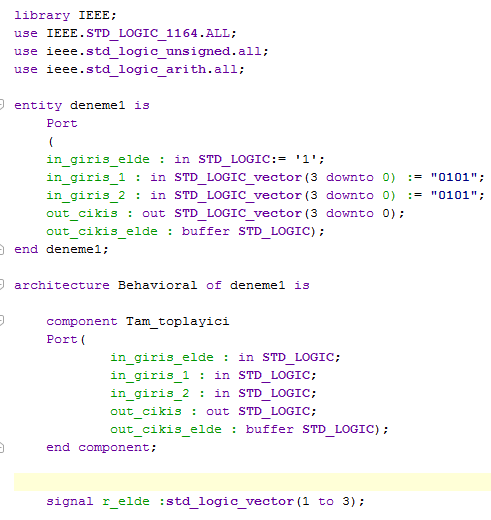 library IEEE;
use IEEE.STD_LOGIC_1164.ALL;
use ieee.std_logic_unsigned.all;
use ieee.std_logic_arith.all;
entity deneme1 is
Port
(
in_giris_elde : in STD_LOGIC:= '1';
in_giris_1 : in STD_LOGIC_vector(3 downto 0) := "0101";
in_giris_2 : in STD_LOGIC_vector(3 downto 0) := "0101";
out_cikis : out STD_LOGIC_vector(3 downto 0);
out_cikis_elde : buffer STD_LOGIC);
end deneme1;
architecture Behavioral of deneme1 is
component Tam_toplayici
Port(
in_giris_elde : in STD_LOGIC;
in_giris_1 : in STD_LOGIC;
in_giris_2 : in STD_LOGIC;
out_cikis : out STD_LOGIC;
out_cikis_elde : buffer STD_LOGIC);
end component;
signal r_elde :std_logic_vector(1 to 3);